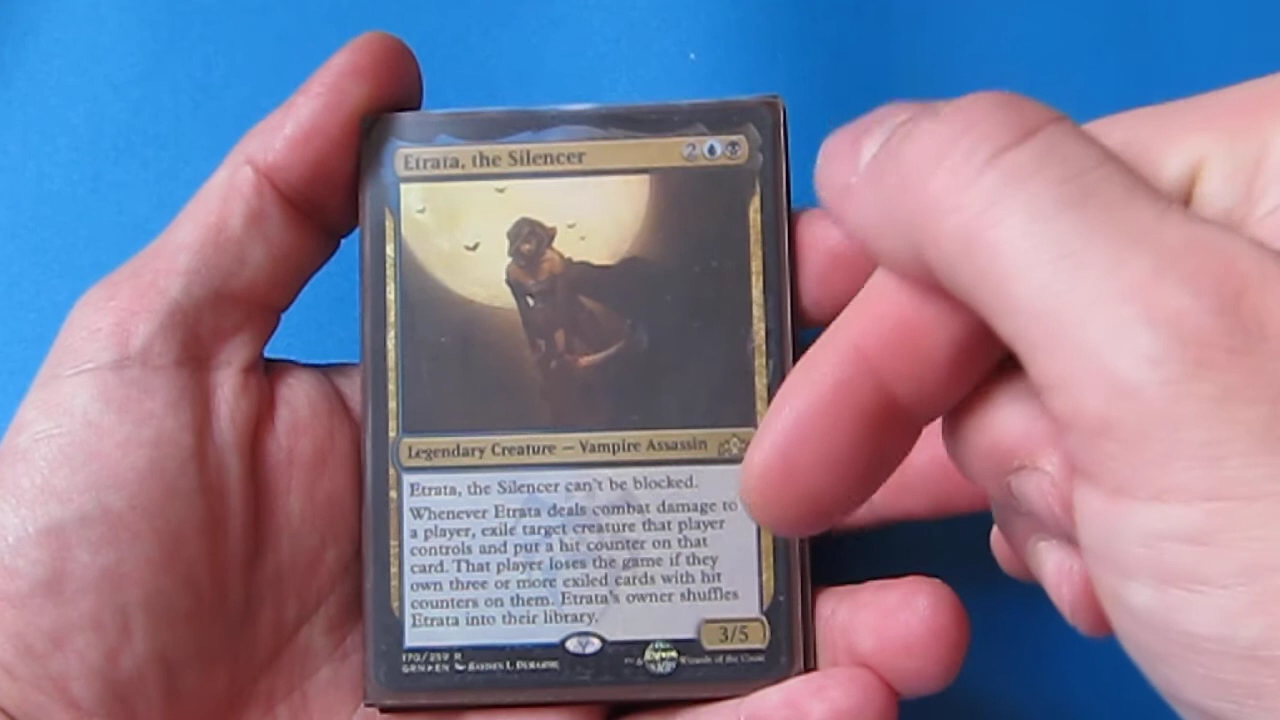 Etrata, the Silencer 2
Legendary Creature — Vampire Assassin
Etrata, the Silencer can't be blocked.
Whenever Etrata deals combat damage to
a player, exile target creature that player
controls and put a hit counter on that
card. That player loses the game if they
own three or more exiled cards with hit
counters on them. Etrata's owner shuffles
Etrata into their library.
3/5
170/259 R
GRN EN
Wizards of the Coast